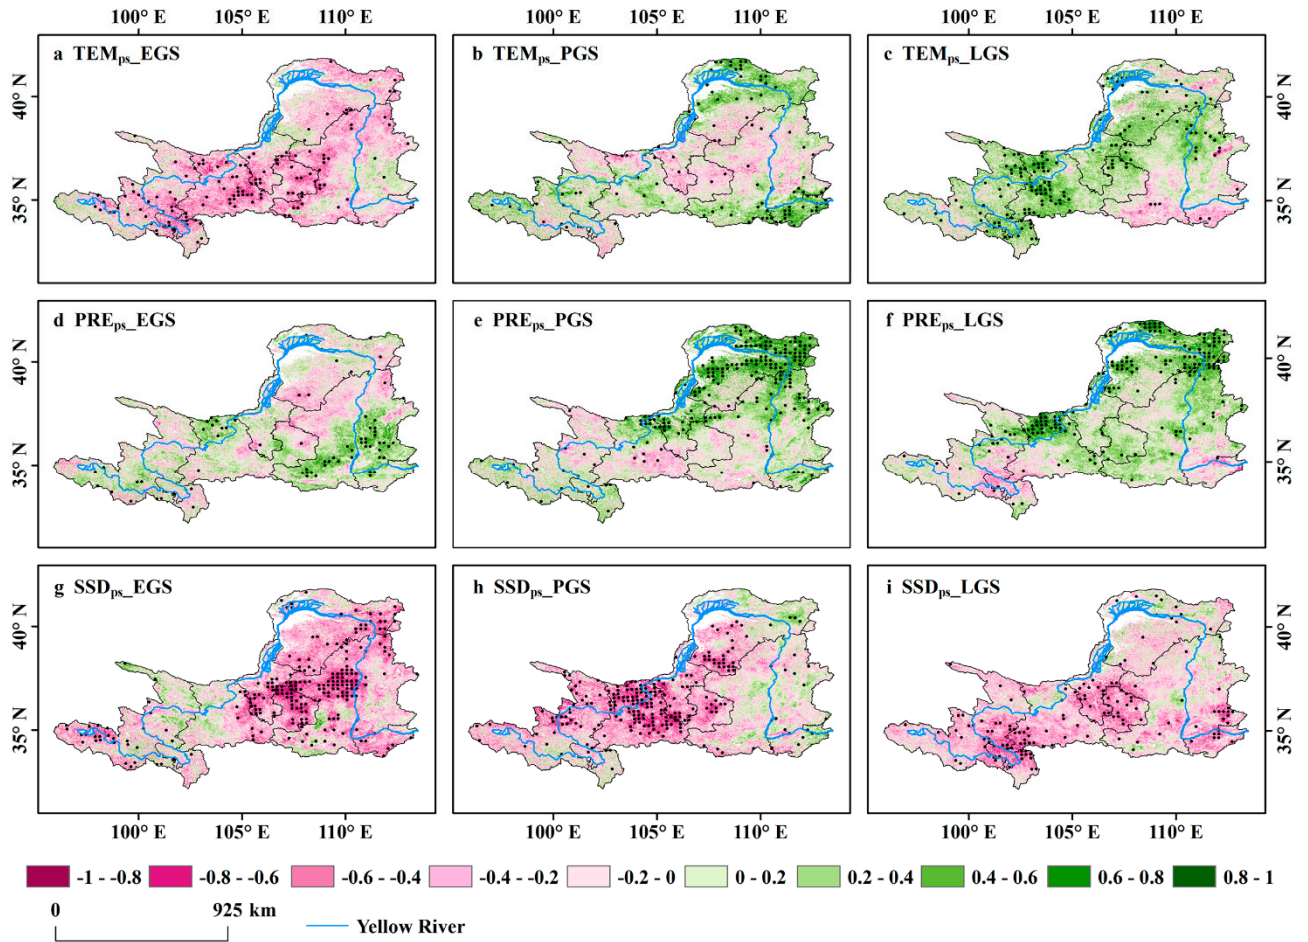 100° E 105° E 110° E 100° E 105° E 110° E 100° E 105° E 110° E
a TEMps_EGS b TEMps_PGS c TEMps_LGS
40° N 40° N
35° N 35° N
d PREps_EGS e PREps_PGS f PREps_LGS
40° N 40° N
35° N 35° N
g SSDps_EGS h SSDps_PGS i SSDps_LGS
40° N 40° N
35° N 35° N
100° E 105° E 110° E 100° E 105° E 110° E 100° E 105° E 110° E
-1 - -0.8 -0.8 - -0.6 -0.6 - -0.4 -0.4 - -0.2 -0.2 - 0 0 - 0.2 0.2 - 0.4 0.4 - 0.6 0.6 - 0.8 0.8 - 1
0 925 km
Yellow River